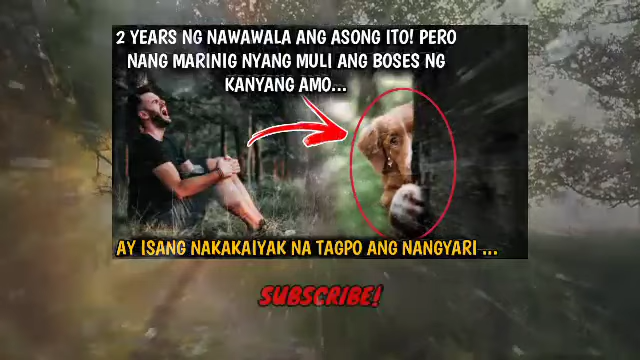 2 YEARS NG NAWAWALA ANG ASONG ITO! PERO
NANG MARINIG NYANG MULI ANG BOSES NG
KANYANG AMO...
AY ISANG NAKAKAIYAK NA TAGPO ANG NANGYARI ...
SUBSCRIBE!